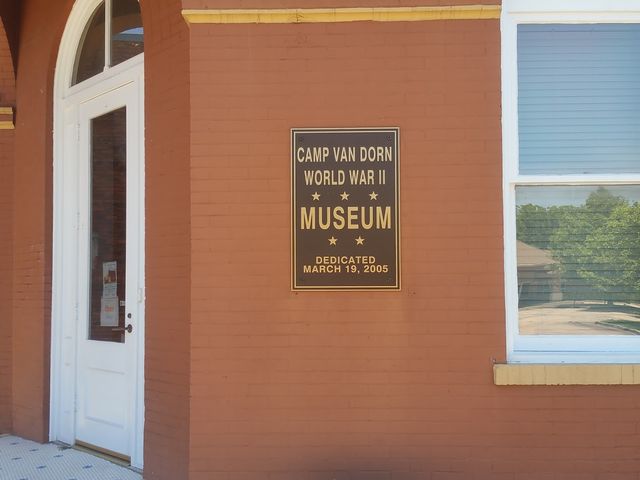 CAMP VAN DORN
WORLD WAR II
MUSEUM
DEDICATED
MARCH 19, 2005